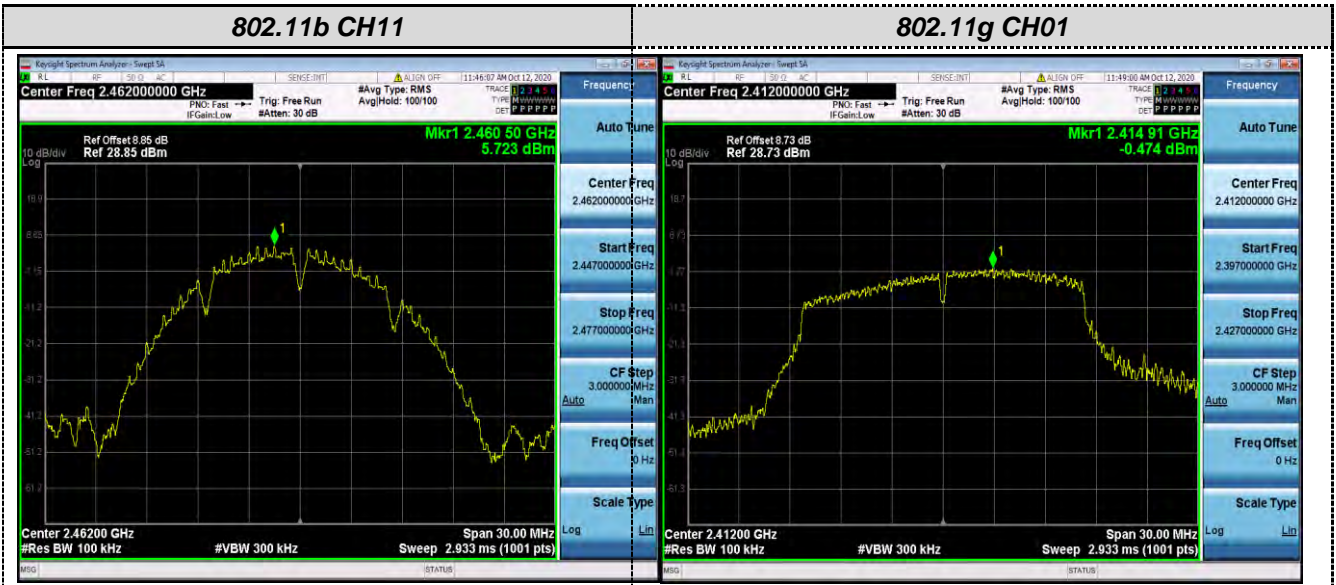 802.11b CH11
Keysight Spectrum Analyzer - Swept SA
RL RF 50 Ω AC SENSE:INT ALIGN OFF 11:46:07 AM Oct 12, 2020
Center Freq 2.462000000 GHz
PNO: Fast
IFGain:Low
Trig: Free Run
#Atten: 30 dB
#Avg Type: RMS
Avg|Hold: 100/100
TRACE 1 2 3 4 5 6
TYPE M W W W W W
DET P P P P P P
Ref Offset 8.85 dB
10 dB/div Ref 28.85 dBm
Log
Mkr1 2.460 50 GHz
5.723 dBm
18.9
8.85
-1.15
-11.2
-21.2
-31.2
-41.2
-51.2
-61.2
1
Center 2.46200 GHz
Span 30.00 MHz
#Res BW 100 kHz
#VBW 300 kHz
Sweep 2.933 ms (1001 pts)
MSG
STATUS
Frequency
Auto Tune
Center Freq
2.462000000 GHz
Start Freq
2.447000000 GHz
Stop Freq
2.477000000 GHz
CF Step
3.000000 MHz
Auto Man
Freq Offset
0 Hz
Scale Type
Log Lin
802.11g CH01
Keysight Spectrum Analyzer - Swept SA
RL RF 50 Ω AC SENSE:INT ALIGN OFF 11:49:00 AM Oct 12, 2020
Center Freq 2.412000000 GHz
PNO: Fast
IFGain:Low
Trig: Free Run
#Atten: 30 dB
#Avg Type: RMS
Avg|Hold: 100/100
TRACE 1 2 3 4 5 6
TYPE M W W W W W
DET P P P P P P
Ref Offset 8.73 dB
10 dB/div Ref 28.73 dBm
Log
Mkr1 2.414 91 GHz
-0.474 dBm
18.7
8.73
-1.27
-11.3
-21.3
-31.3
-41.3
-51.3
-61.3
1
Center 2.41200 GHz
Span 30.00 MHz
#Res BW 100 kHz
#VBW 300 kHz
Sweep 2.933 ms (1001 pts)
MSG
STATUS
Frequency
Auto Tune
Center Freq
2.412000000 GHz
Start Freq
2.397000000 GHz
Stop Freq
2.427000000 GHz
CF Step
3.000000 MHz
Auto Man
Freq Offset
0 Hz
Scale Type
Log Lin